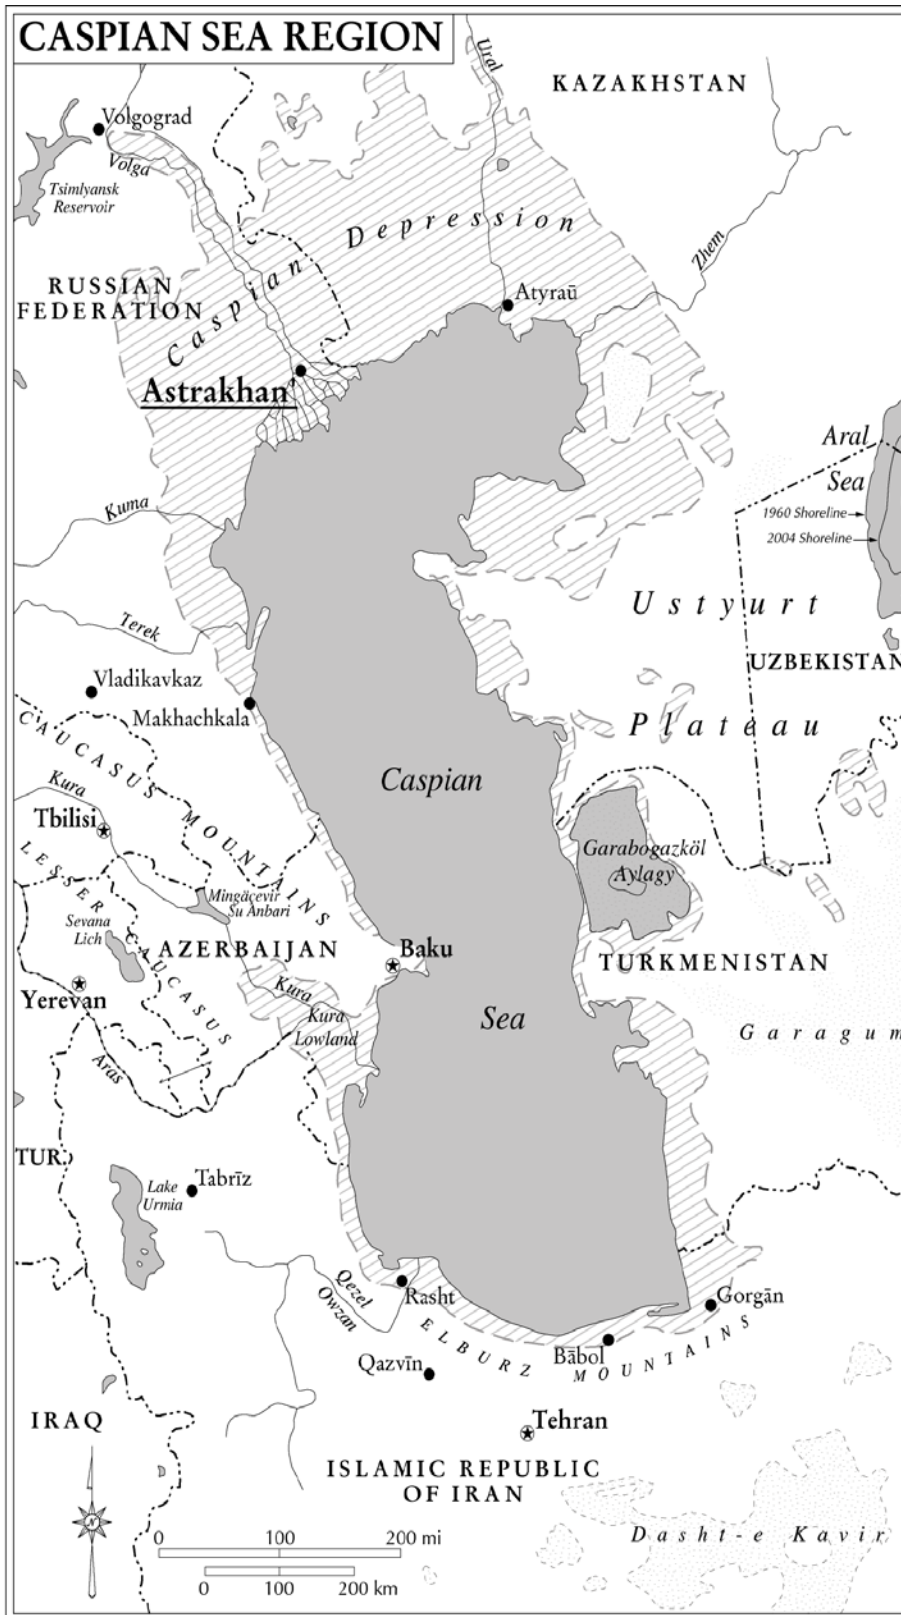 CASPIAN SEA REGION
Ural
KAZAKHSTAN
Volgograd
Volga
Tsimlyansk
Reservoir
Caspian Depression
Zhem
RUSSIAN
FEDERATION
Atyraū
Astrakhan'
Aral
Sea
1960 Shoreline
2004 Shoreline
Kuma
Ustyurt
Plateau
Terek
UZBEKISTAN
Vladikavkaz
Makhachkala
CAUCASUS MOUNTAINS
Kura
Tbilisi
Caspian
Sea
Garabogazköl
Aylagy
LESSER CAUCASUS
Mingäçevir
Su Anbari
Sevana
Lich
AZERBAIJAN
Baku
TURKMENISTAN
Yerevan
Kura
Kura
Lowland
Garagum
Aras
TUR.
Tabrīz
Lake
Urmia
Qezel
Owzan
Rasht
Gorgān
ELBURZ MOUNTAINS
Bābol
Qazvīn
IRAQ
Tehran
ISLAMIC REPUBLIC
OF IRAN
N
Dasht-e Kavir
0 100 200 mi
0 100 200 km